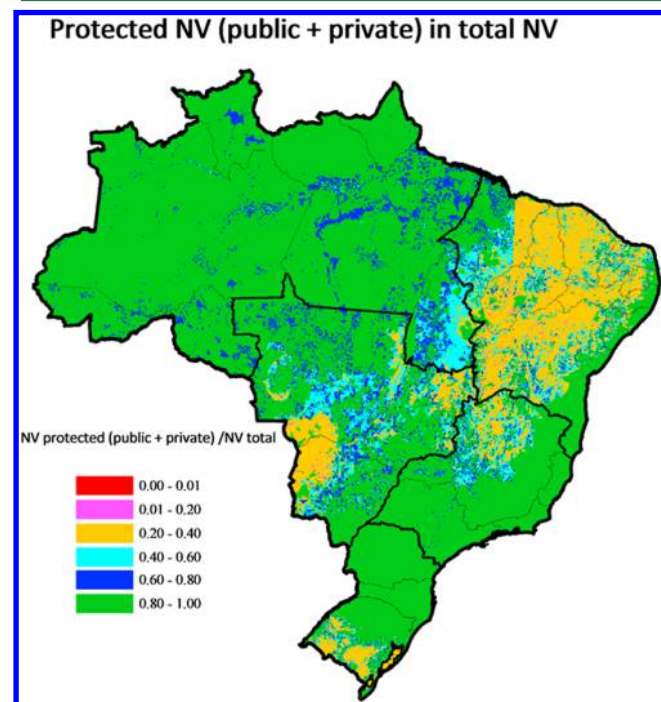 Protected NV (public + private) in total NV
NV protected (public + private) /NV total
0.00 - 0.01
0.01 - 0.20
0.20 - 0.40
0.40 - 0.60
0.60 - 0.80
0.80 - 1.00